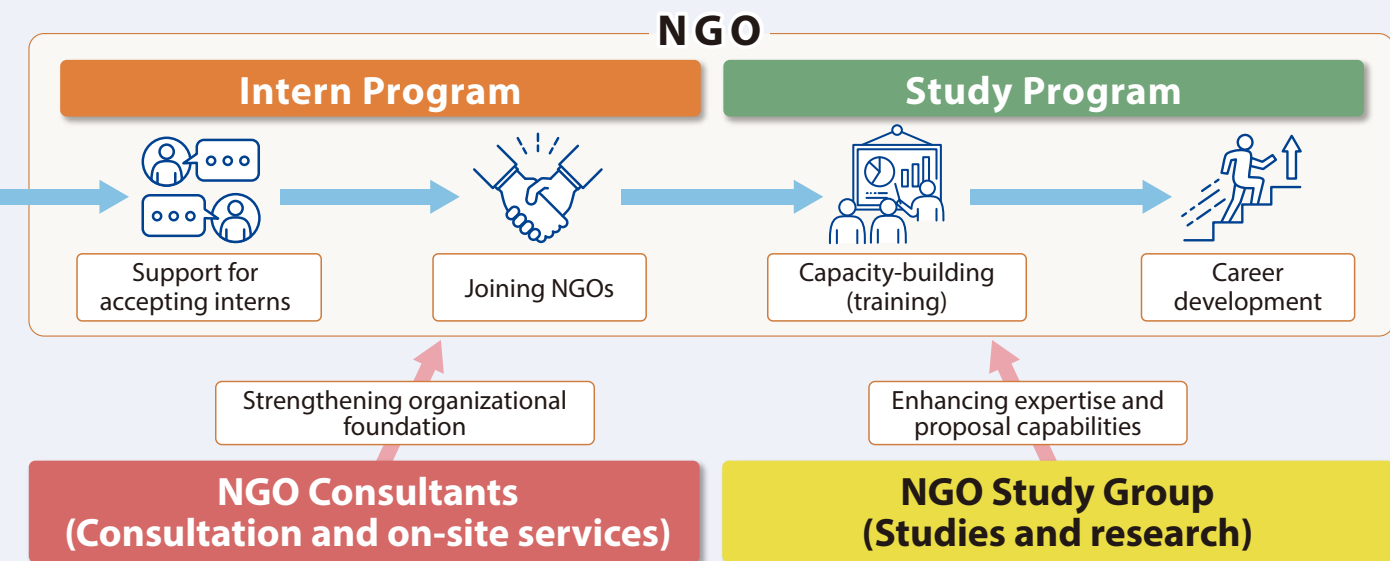 NGO
Intern Program
Study Program
Support for
accepting interns
Joining NGOs
Capacity-building
(training)
Career
development
Strengthening organizational
foundation
Enhancing expertise and
proposal capabilities
NGO Consultants
(Consultation and on-site services)
NGO Study Group
(Studies and research)